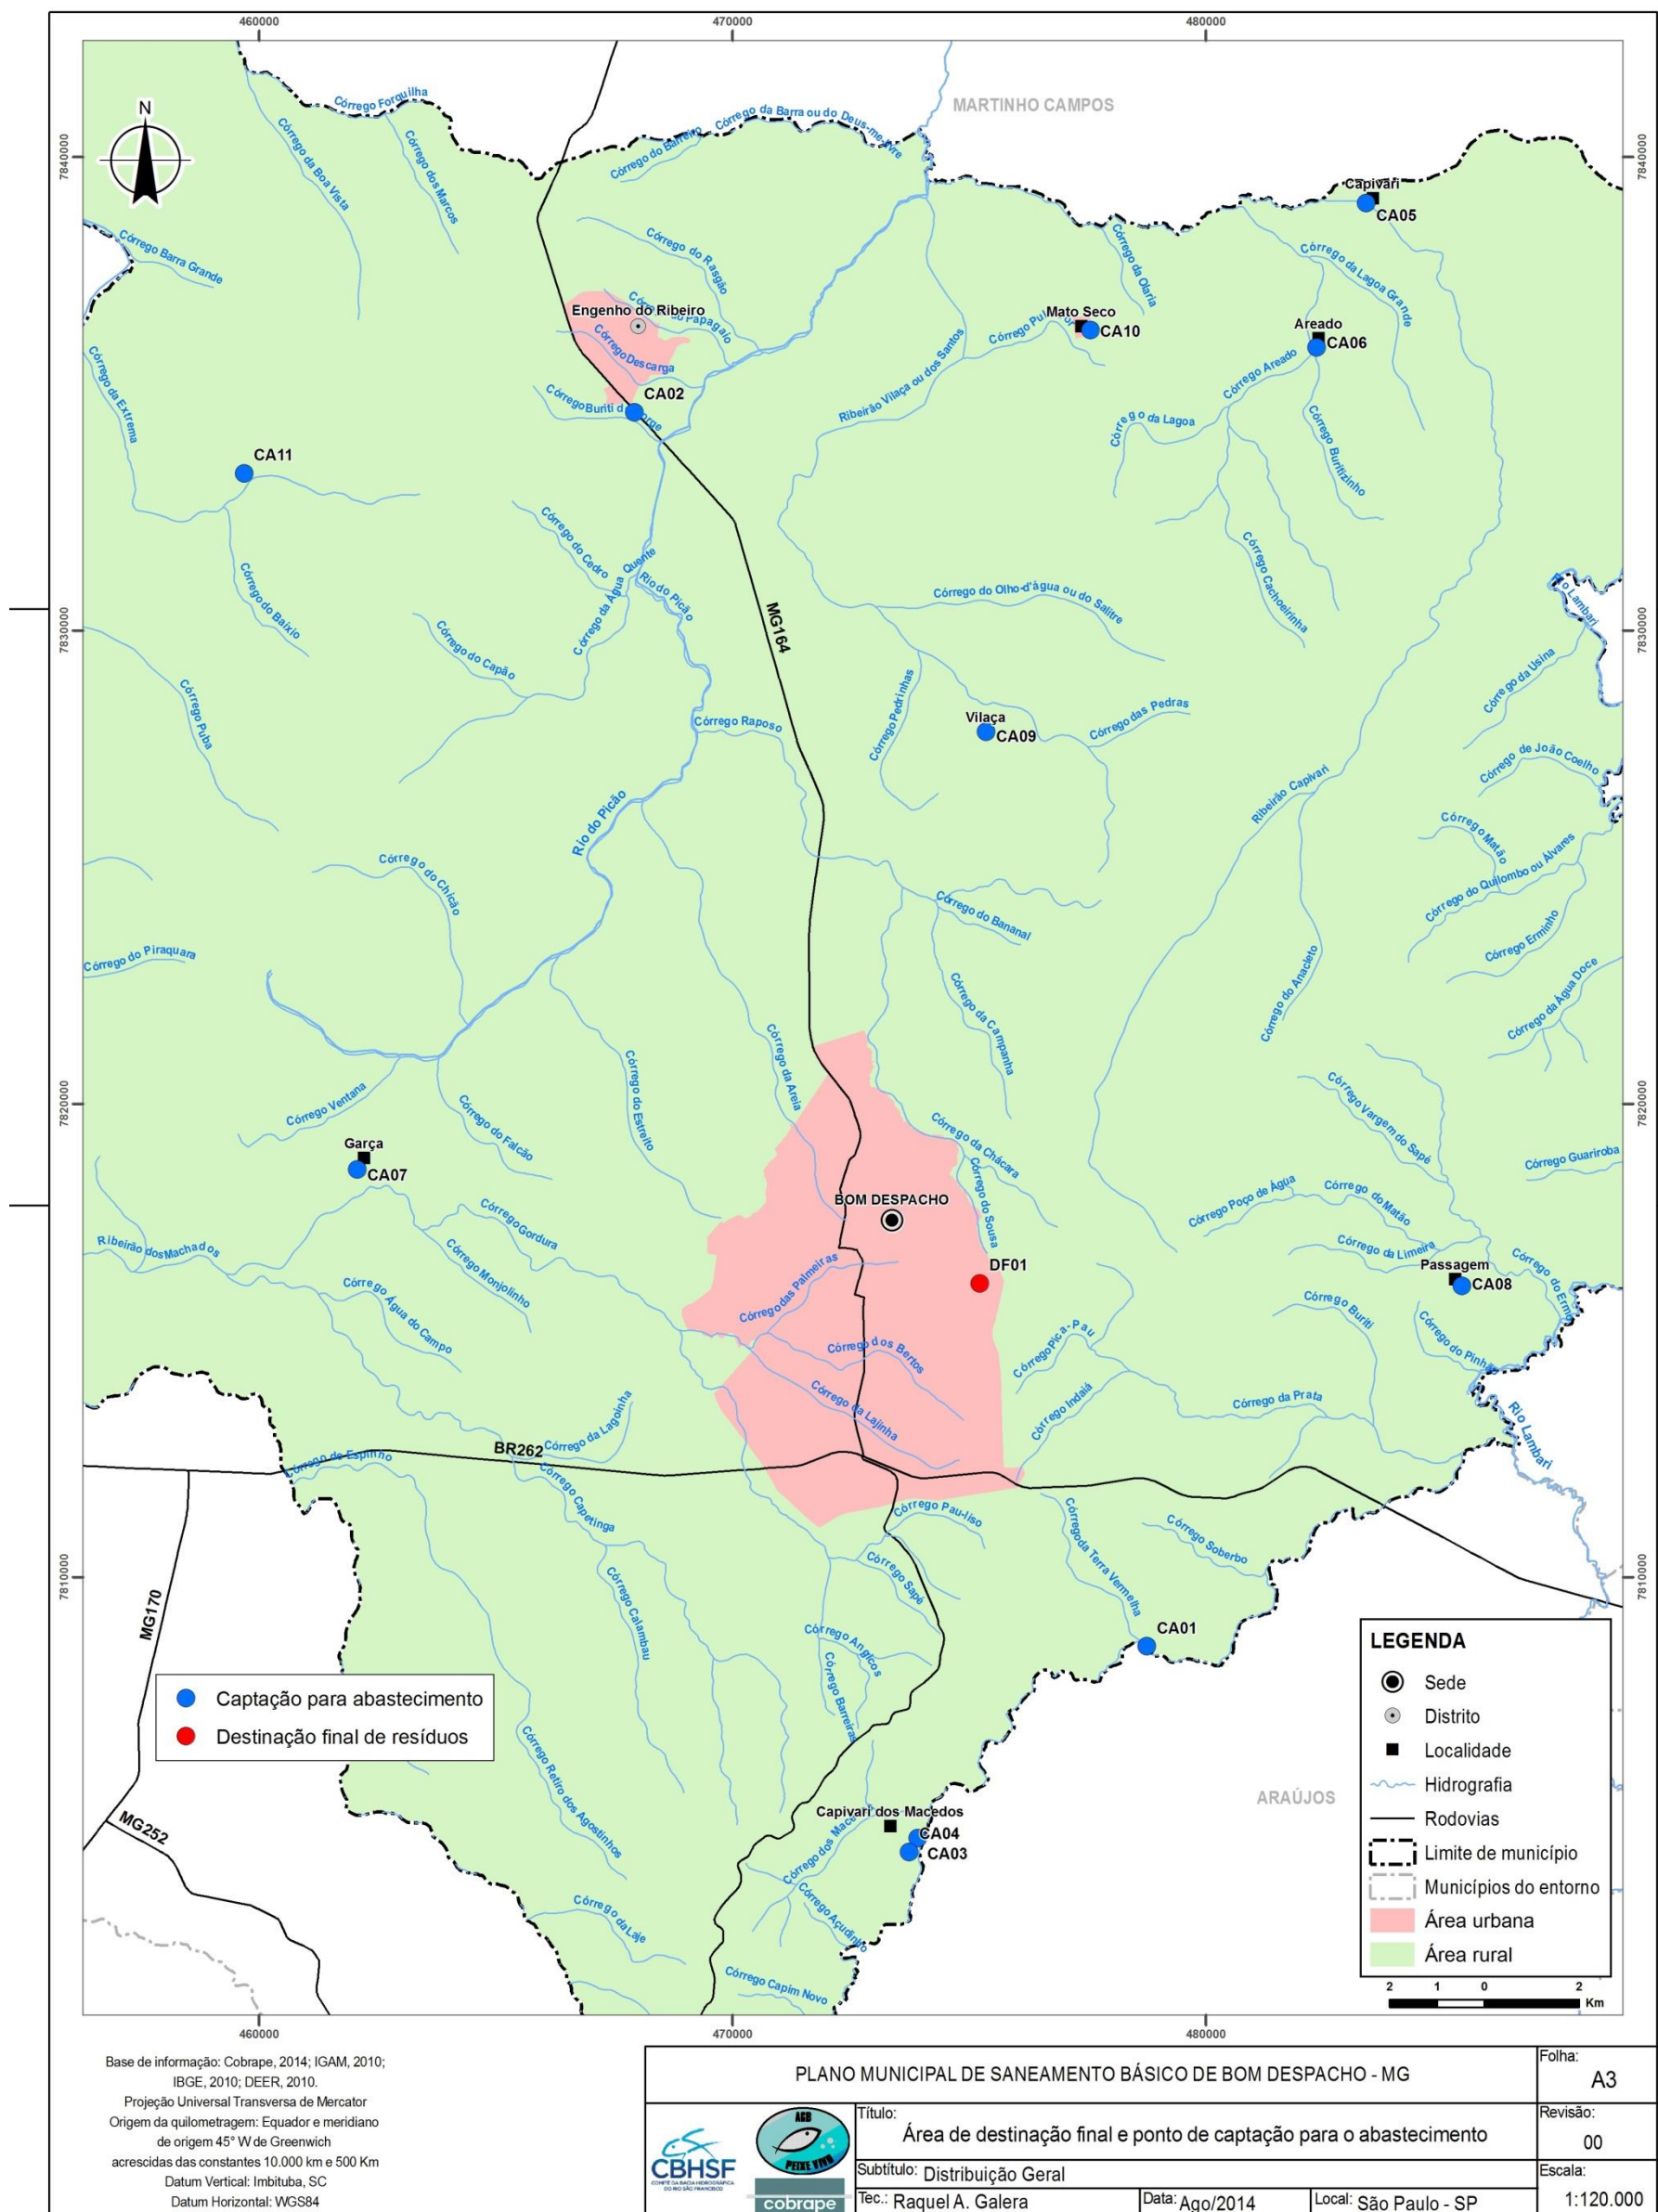 460000
470000
480000
MARTINHO CAMPOS
N
7840000
7840000
Córrego Forquilha
Córrego da Boa Vista
Córrego dos Marcos
Córrego do Barreiro
Córrego da Barra ou do Deus-me-livre
Capivari
CA05
Córrego Barra Grande
Córrego do Rasgão
Córrego da Olaria
Córrego da Lagoa Grande
Engenho do Ribeiro
Mato Seco
CA10
Areado
CA06
Córrego Descarga
Córrego da Extrema
Ribeirão Vilaça ou dos Santos
Córrego Areado
CA02
Córrego da Lagoa
Córrego Buritizinho
CA11
Córrego do Cedro
Córrego da Água Quente
Rio do Picão
Córrego do Baixio
Córrego do Capão
MG164
Córrego do Olho-d'água ou do Salitre
Córrego Cachoeirinha
Rio Lambari
7830000
7830000
Córrego da Usina
Córrego Puba
Córrego Raposo
Córrego Pedrinhas
Vilaça
CA09
Córrego das Pedras
Córrego de João Coelho
Rio do Picão
Ribeirão Capivari
Córrego Matão
Córrego do Quilombo ou Álvares
Córrego do Chicão
Córrego do Bananal
Córrego Erminho
Córrego do Piraquara
Córrego da Campanha
Córrego do Anacleto
Córrego da Água Doce
Córrego da Areia
Córrego do Estreito
Córrego Ventana
Córrego do Falcão
7820000
7820000
Córrego da Chácara
Córrego Vargem do Sapé
Córrego Guariroba
Garça
CA07
Córrego do Sousa
BOM DESPACHO
Córrego Poço de Água
Córrego do Matão
Córrego da Limeira
Córrego Gordura
Ribeirão dos Machados
Córrego Monjolinho
DF01
Passagem
CA08
Córrego Água do Campo
Córrego das Palmeiras
Córrego dos Bertos
Córrego Pica-Pau
Córrego Buriti
Córrego da Lajinha
Córrego Indaiá
Córrego da Prata
Rio Lambari
Córrego da Lagoinha
BR262
Córrego de Espinho
Córrego Capetinga
Córrego Pau-liso
Córrego da Terra Vermelha
Córrego Soberbo
Córrego Sapé
7810000
7810000
MG170
Córrego Calambau
Córrego Angicos
Córrego Barreiras
CA01
Captação para abastecimento
Destinação final de resíduos
Córrego Retiro dos Agostinhos
MG252
Capivari dos Macedos
CA04
CA03
ARAÚJOS
Córrego Açudinho
Córrego da Laje
Córrego Capim Novo
LEGENDA
Sede
Distrito
Localidade
Hidrografia
Rodovias
Limite de município
Municípios do entorno
Área urbana
Área rural
2 1 0 2
Km
460000
470000
480000
Base de informação: Cobrape, 2014; IGAM, 2010;
IBGE, 2010; DEER, 2010.
Projeção Universal Transversa de Mercator
Origem da quilometragem: Equador e meridiano
de origem 45° W de Greenwich
acrescidas das constantes 10.000 km e 500 Km
Datum Vertical: Imbituba, SC
Datum Horizontal: WGS84
PLANO MUNICIPAL DE SANEAMENTO BÁSICO DE BOM DESPACHO - MG
Folha:
A3
CBHSF
COMITÊ DA BACIA HIDROGRÁFICA
DO RIO SÃO FRANCISCO
AGB
PEIXE VIVO
cobrape
Título:
Área de destinação final e ponto de captação para o abastecimento
Revisão:
00
Subtítulo: Distribuição Geral
Escala:
1:120.000
Tec.: Raquel A. Galera
Data: Ago/2014
Local: São Paulo - SP